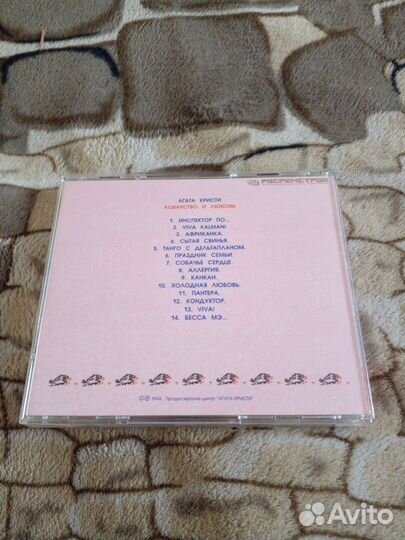 АГАТА КРИСТИ
КОВАРСТВО И ЛЮБОВЬ
1. ИНСПЕКТОР ПО...
2. VIVA KALMAN!
3. АФРИКАНКА.
4. СЫТАЯ СВИНЬЯ.
5. ТАНГО С ДЕЛЬТАПЛАНОМ.
6. ПРАЗДНИК СЕМЬИ.
7. СОБАЧЬЕ СЕРДЦЕ.
8. АЛЛЕРГИЯ.
9. КАНКАН.
10. ХОЛОДНАЯ ЛЮБОВЬ.
11. ПАНТЕРА.
12. КОНДУКТОР.
13. VIVA!
14. БЕССА МЭ...
©℗ 1994 . Продюсерский центр "АГАТА КРИСТИ"
Avito